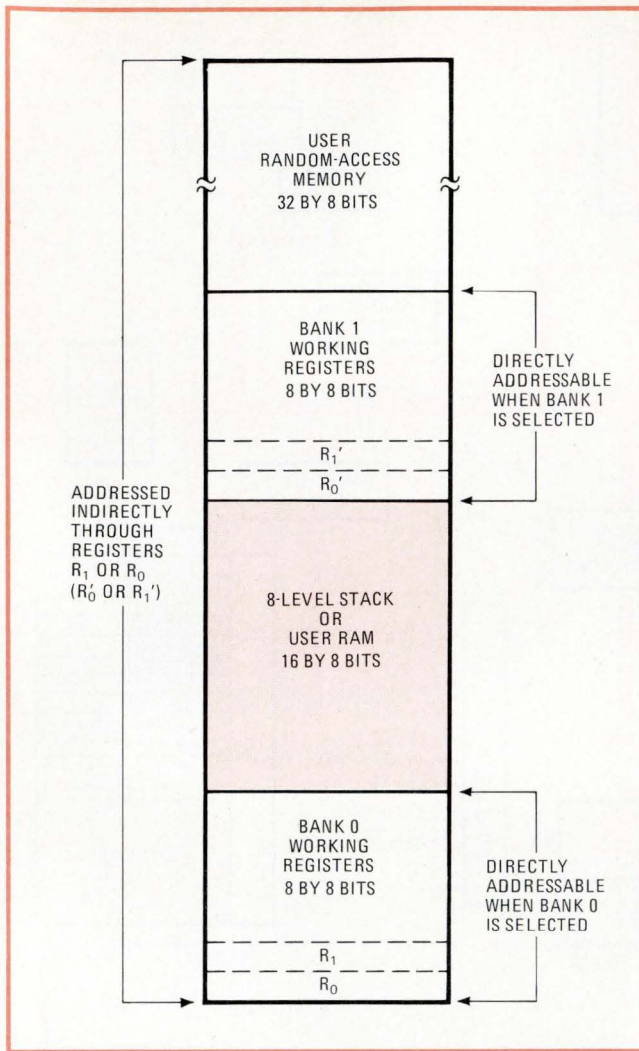 USER
RANDOM-ACCESS
MEMORY
32 BY 8 BITS
BANK 1
WORKING
REGISTERS
8 BY 8 BITS
DIRECTLY
ADDRESSABLE
WHEN BANK 1
IS SELECTED
R₁'
R₀'
ADDRESSED
INDIRECTLY
THROUGH
REGISTERS
R₁ OR R₀
(R₀' OR R₁')
8-LEVEL STACK
OR
USER RAM
16 BY 8 BITS
BANK 0
WORKING
REGISTERS
8 BY 8 BITS
DIRECTLY
ADDRESSABLE
WHEN BANK 0
IS SELECTED
R₁
R₀